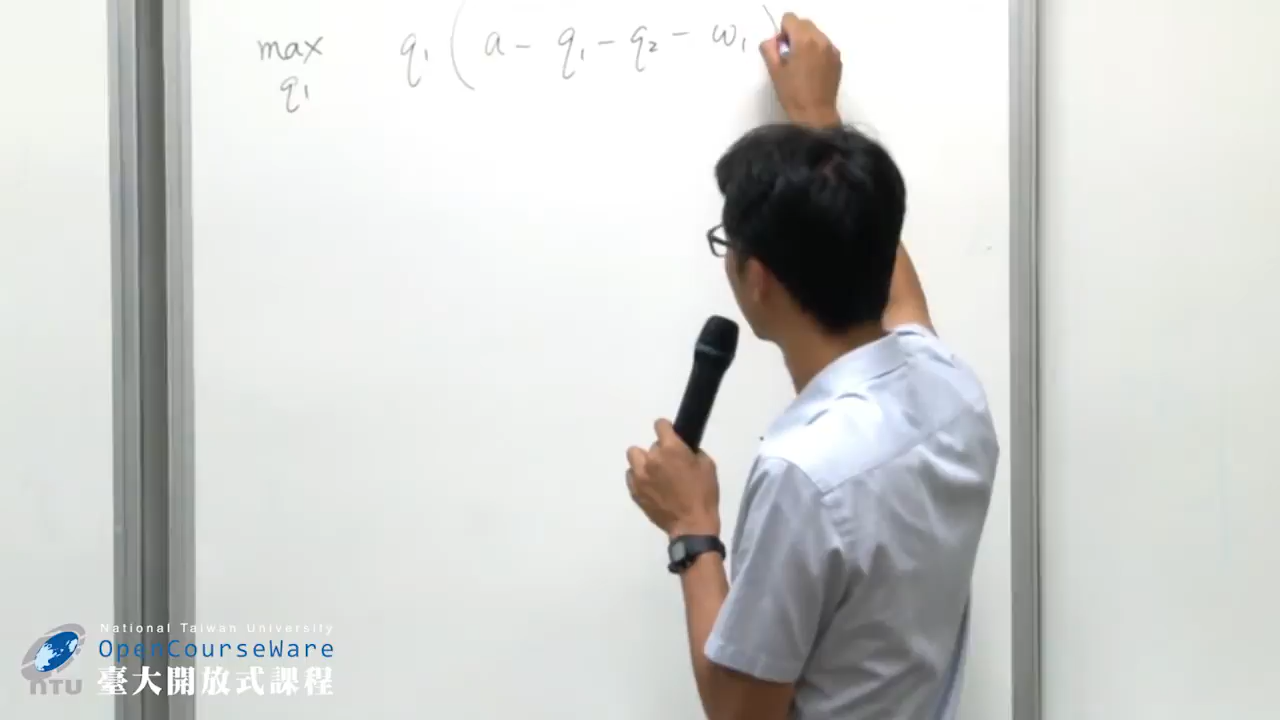 max q₁ ( a - q₁ - q₂ - w₁ )
q₁
National Taiwan University
OpenCourseWare
NTU 臺大開放式課程